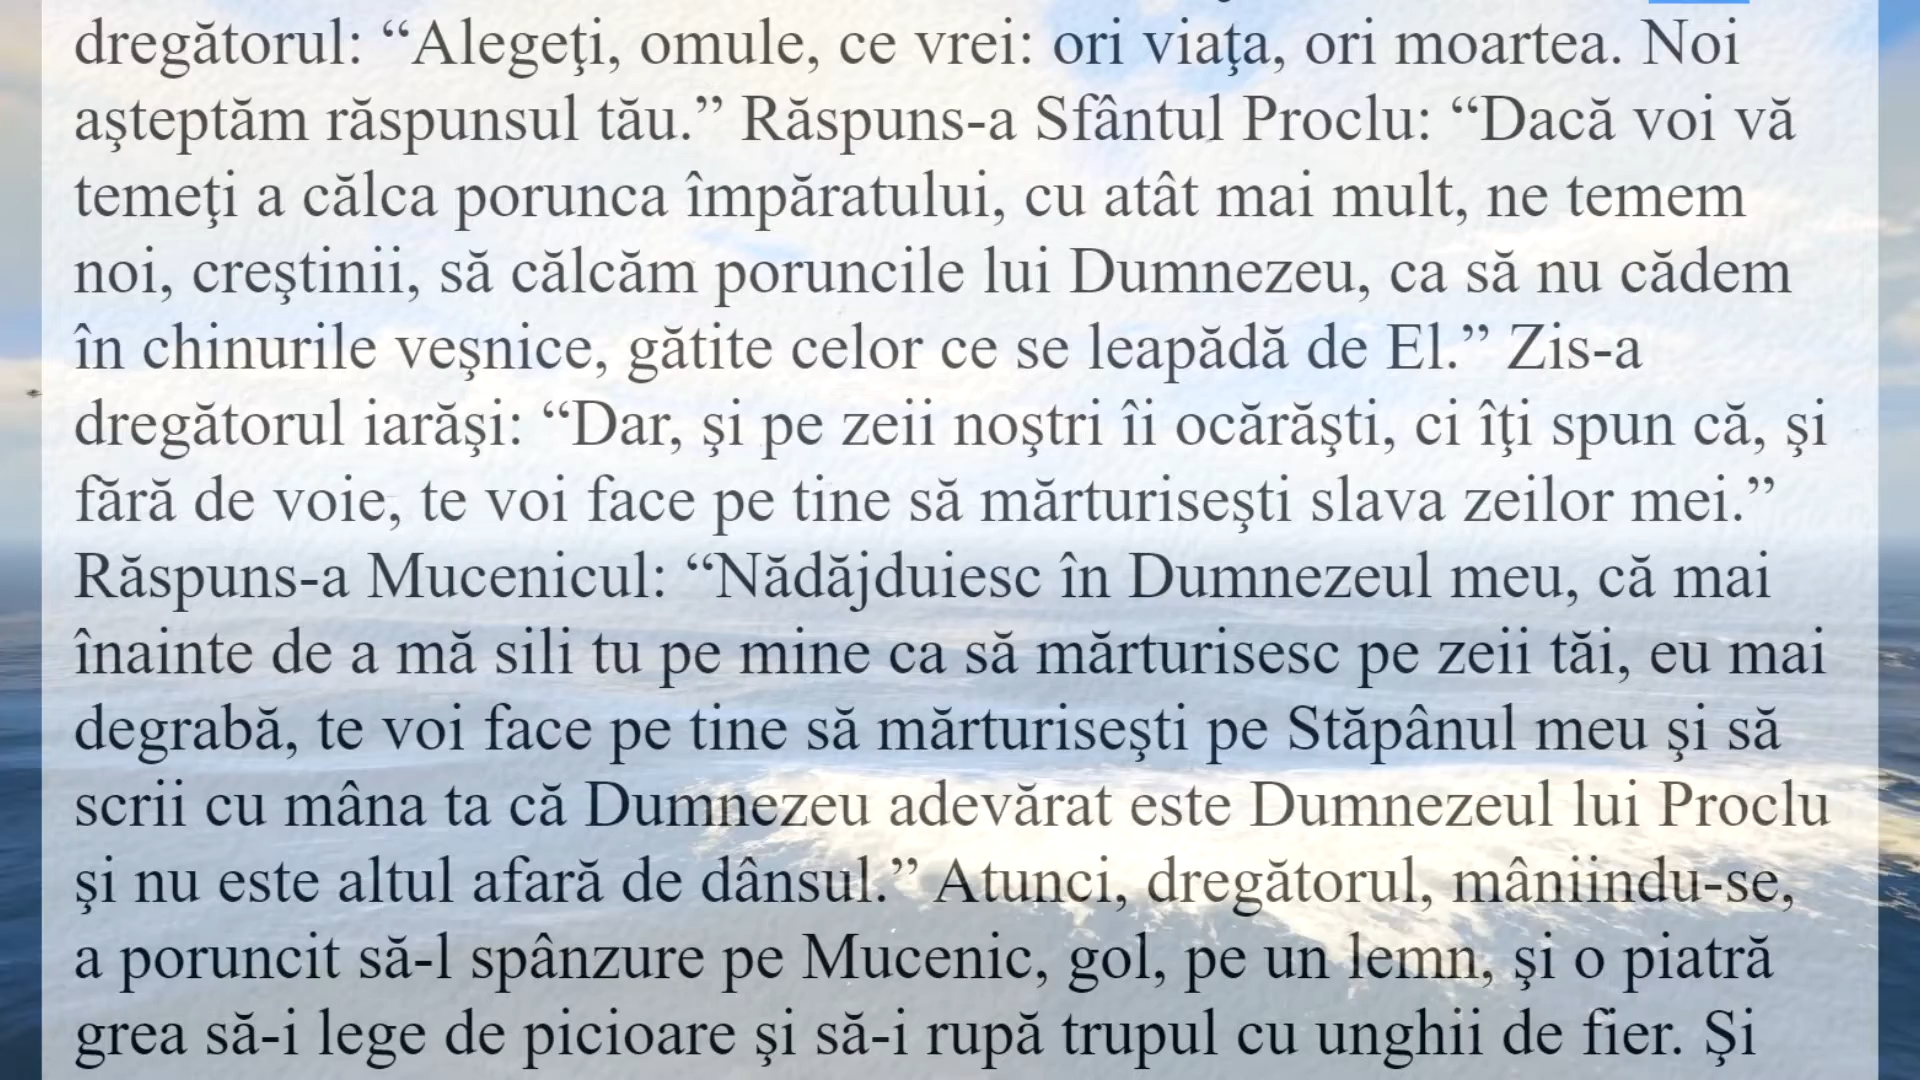 dregătorul: “Alegeţi, omule, ce vrei: ori viaţa, ori moartea. Noi
aşteptăm răspunsul tău.” Răspuns-a Sfântul Proclu: “Dacă voi vă
temeţi a călca porunca împăratului, cu atât mai mult, ne temem
noi, creştinii, să călcăm poruncile lui Dumnezeu, ca să nu cădem
în chinurile veşnice, gătite celor ce se leapădă de El.” Zis-a
dregătorul iarăşi: “Dar, şi pe zeii noştri îi ocărăşti, ci îţi spun că, şi
fără de voie, te voi face pe tine să mărturiseşti slava zeilor mei.”
Răspuns-a Mucenicul: “Nădăjduiesc în Dumnezeul meu, că mai
înainte de a mă sili tu pe mine ca să mărturisesc pe zeii tăi, eu mai
degrabă, te voi face pe tine să mărturiseşti pe Stăpânul meu şi să
scrii cu mâna ta că Dumnezeu adevărat este Dumnezeul lui Proclu
şi nu este altul afară de dânsul.” Atunci, dregătorul, mâniindu-se,
a poruncit să-l spânzure pe Mucenic, gol, pe un lemn, şi o piatră
grea să-i lege de picioare şi să-i rupă trupul cu unghii de fier. Şi